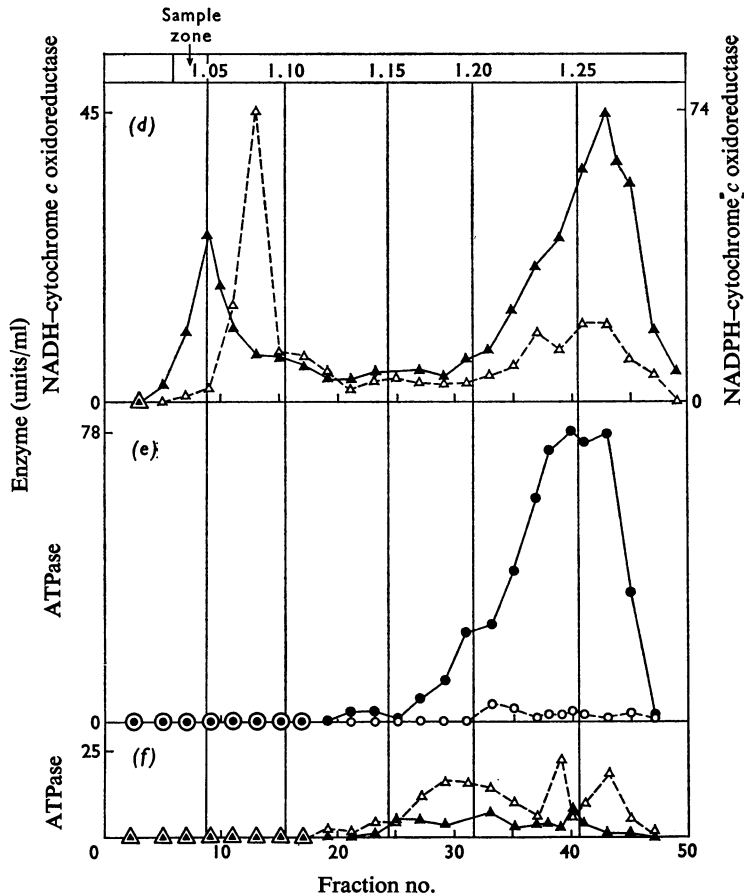 Sample
zone
1.05 1.10 1.15 1.20 1.25
45
74
(d)
NADH–cytochrome c oxidoreductase
NADPH–cytochrome c oxidoreductase
0
0
Enzyme (units/ml)
78
(e)
ATPase
0
25
(f)
ATPase
0 10 20 30 40 50
Fraction no.